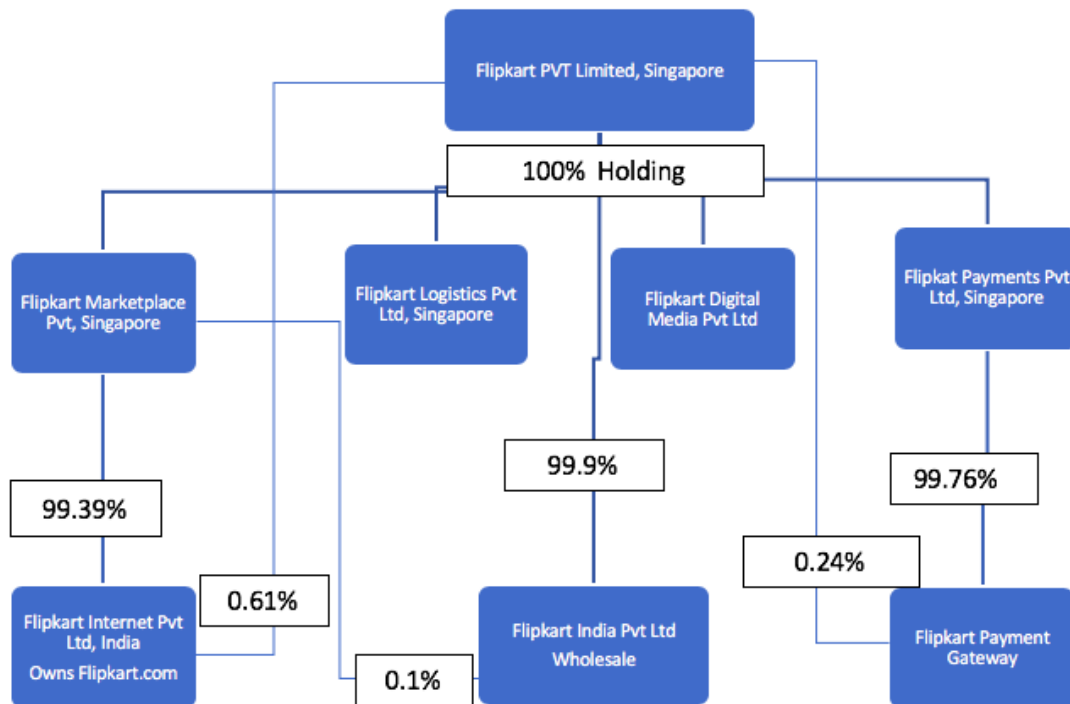 Flipkart PVT Limited, Singapore
100% Holding
Flipkart Marketplace
Pvt, Singapore
Flipkart Logistics Pvt
Ltd, Singapore
Flipkart Digital
Media Pvt Ltd
Flipkat Payments Pvt
Ltd, Singapore
99.39%
99.9%
99.76%
0.61%
0.24%
0.1%
Flipkart Internet Pvt
Ltd, India
Owns Flipkart.com
Flipkart India Pvt Ltd
Wholesale
Flipkart Payment
Gateway